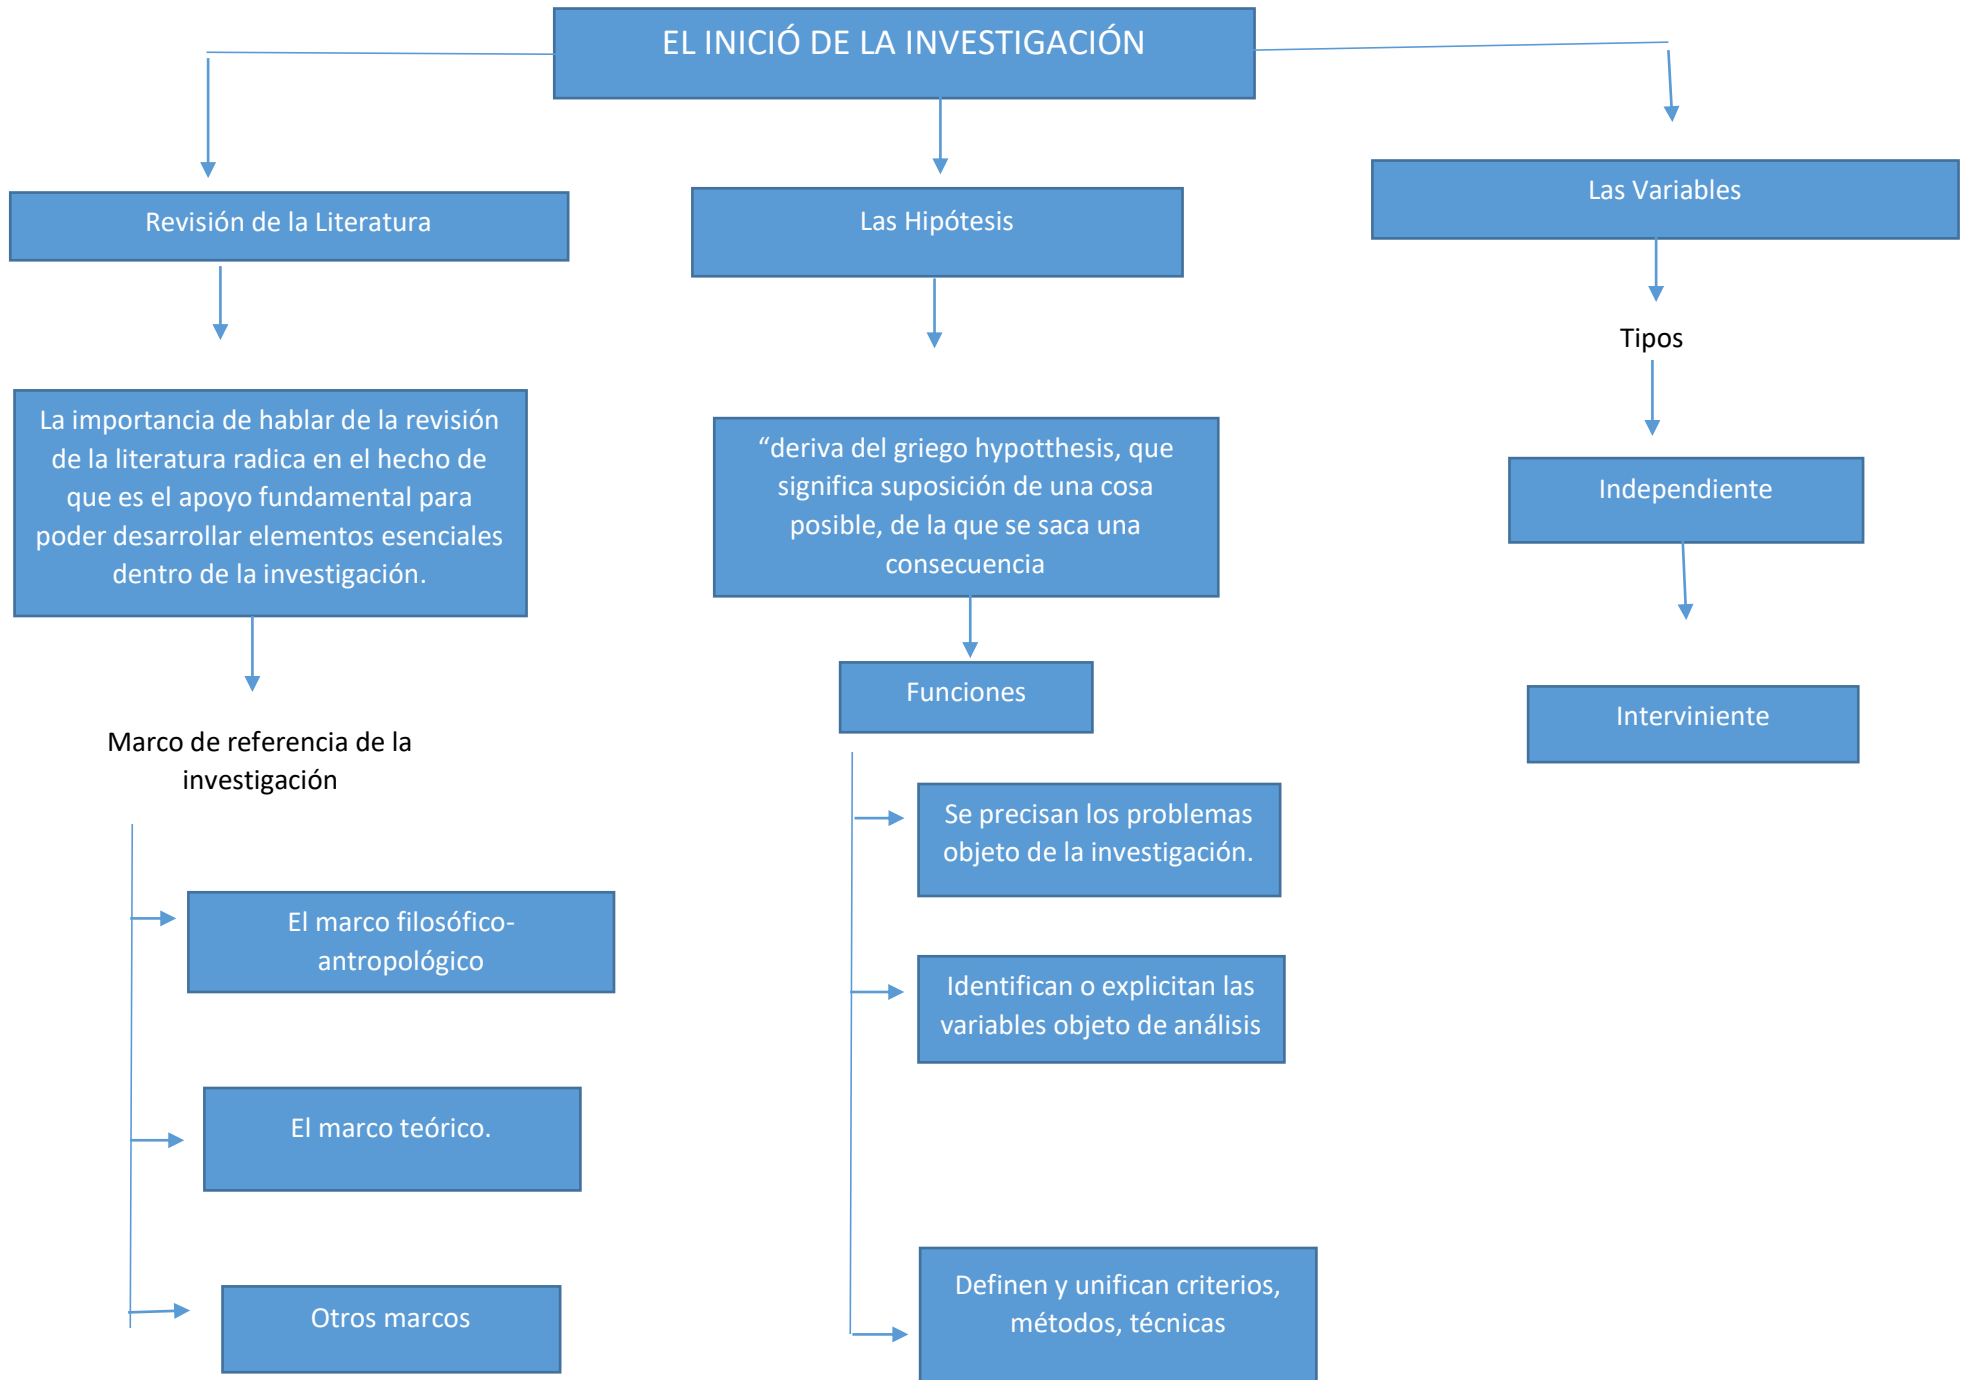 EL INICIÓ DE LA INVESTIGACIÓN
Revisión de la Literatura
Las Hipótesis
Las Variables
Tipos
La importancia de hablar de la revisión
de la literatura radica en el hecho de
que es el apoyo fundamental para
poder desarrollar elementos esenciales
dentro de la investigación.
“deriva del griego hypotthesis, que
significa suposición de una cosa
posible, de la que se saca una
consecuencia
Independiente
Funciones
Interviniente
Marco de referencia de la
investigación
Se precisan los problemas
objeto de la investigación.
El marco filosófico-
antropológico
Identifican o explicitan las
variables objeto de análisis
El marco teórico.
Definen y unifican criterios,
métodos, técnicas
Otros marcos